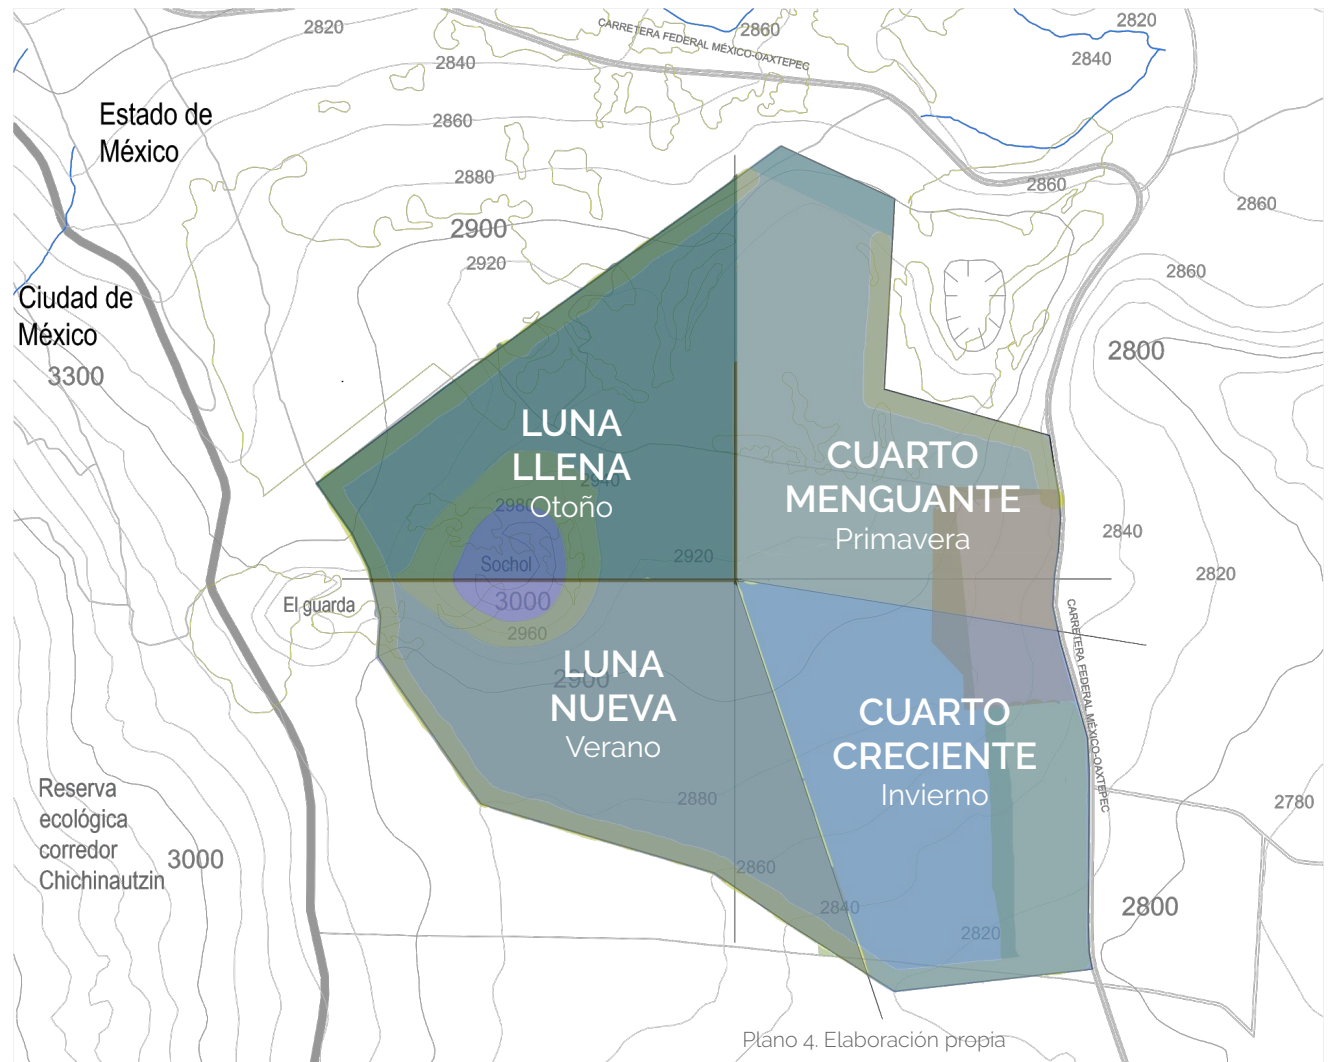 2820
CARRETERA FEDERAL MÉXICO-OAXTEPEC
2860
2820
2840
2840
Estado de
México
2860
2880
2860
2860
2900
2920
2860
Ciudad de
México
3300
2800
LUNA
LLENA
Otoño
2940
2980
CUARTO
MENGUANTE
Primavera
2840
Sochol
2920
2820
El guarda
3000
2960
CARRETERA FEDERAL MÉXICO-OAXTEPEC
LUNA
NUEVA
Verano
2900
CUARTO
CRECIENTE
Invierno
Reserva
ecológica
corredor
Chichinautzin
3000
2880
2780
2860
2840
2820
2800
Plano 4. Elaboración propia